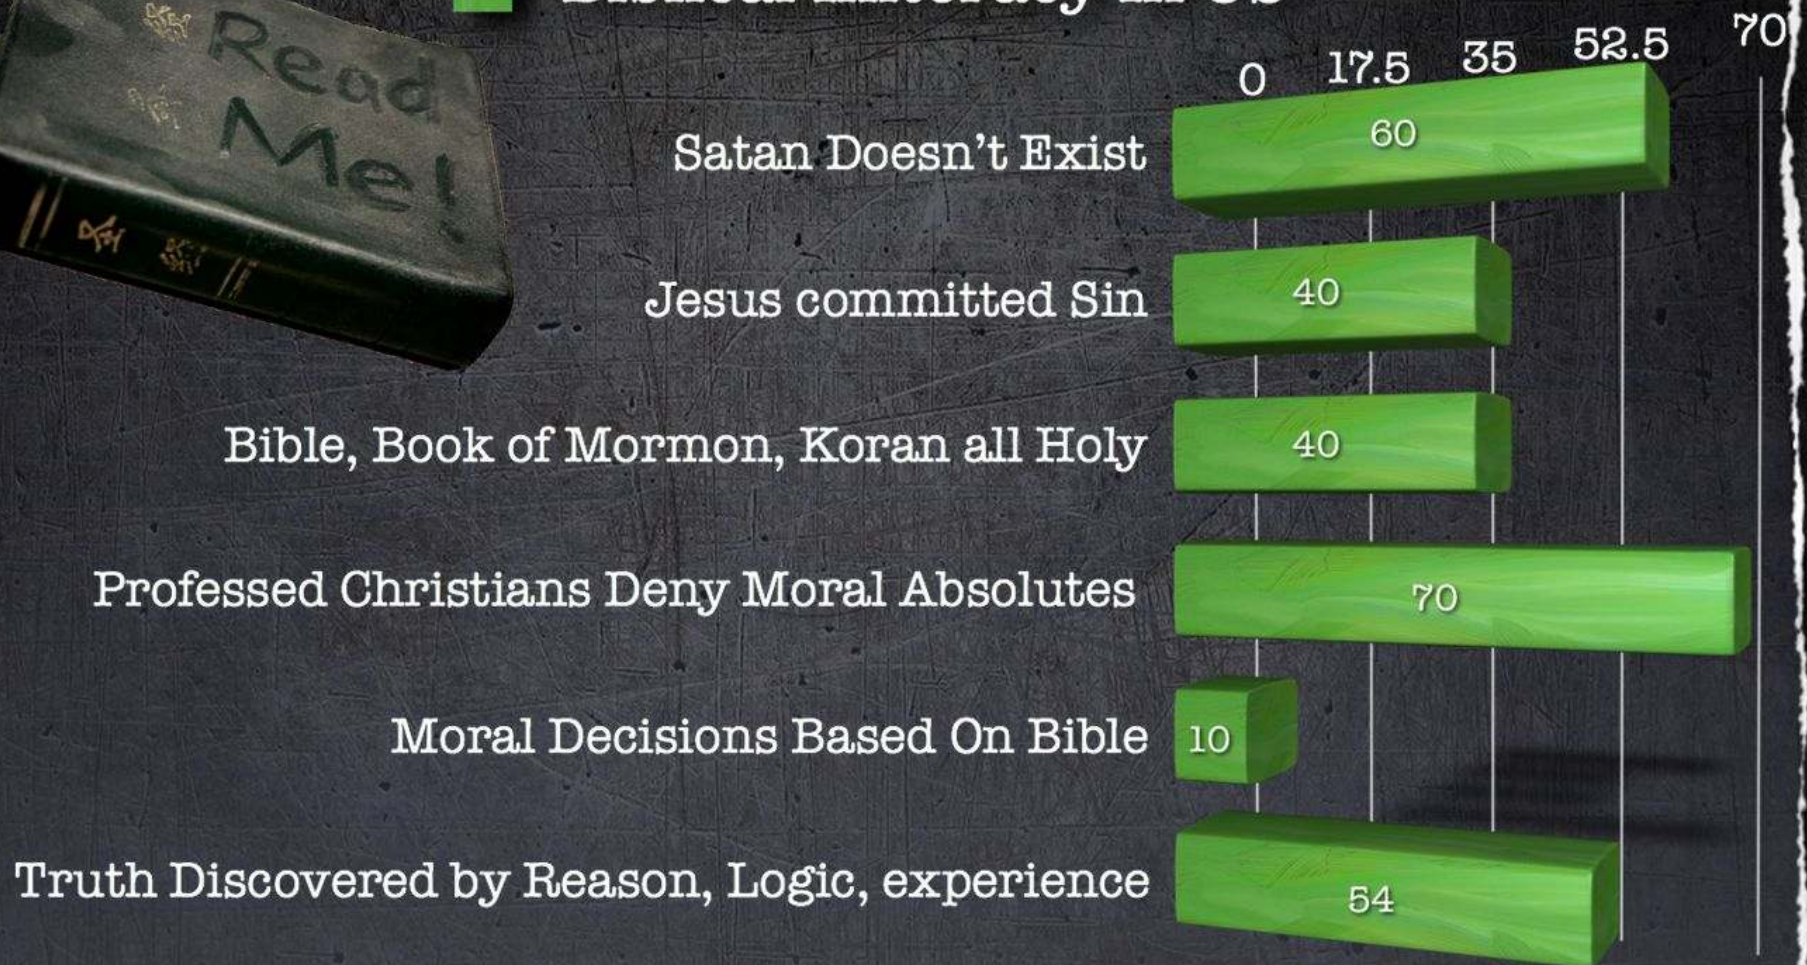 Read
Me!
0 17.5 35 52.5 70
Satan Doesn't Exist 60
Jesus committed Sin 40
Bible, Book of Mormon, Koran all Holy 40
Professed Christians Deny Moral Absolutes 70
Moral Decisions Based On Bible 10
Truth Discovered by Reason, Logic, experience 54